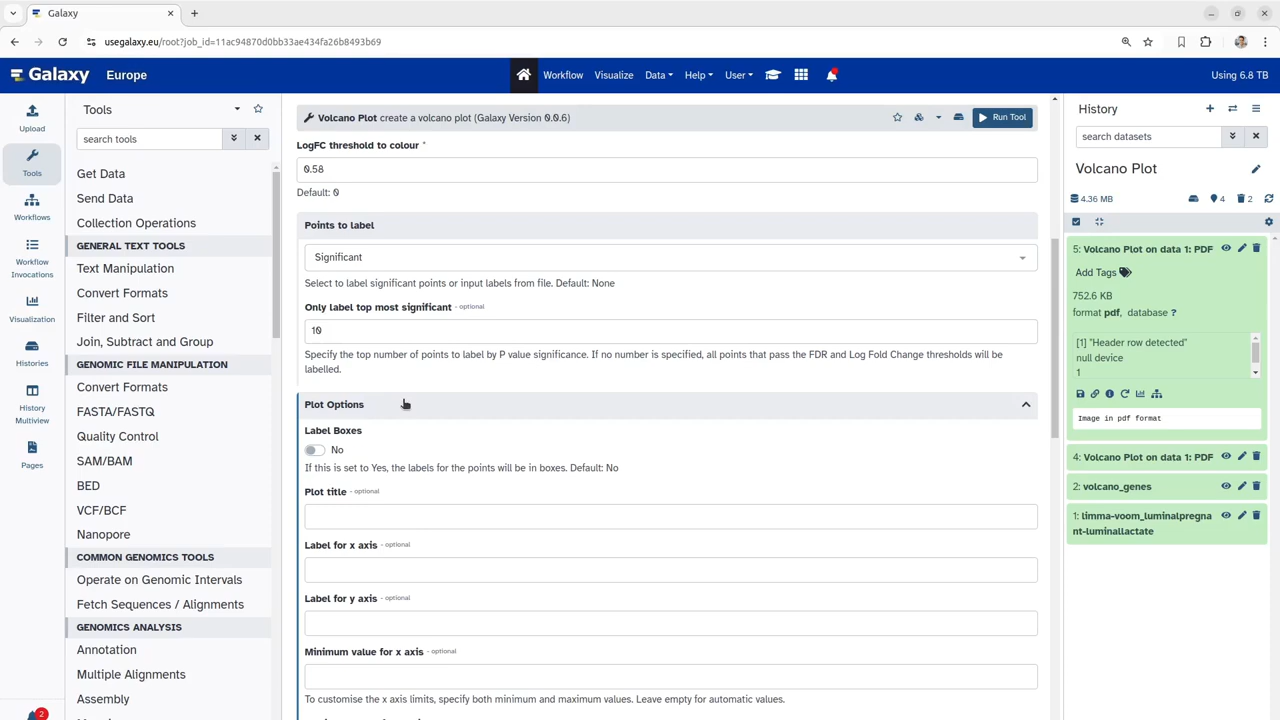 Galaxy
usegalaxy.eu/root?job_id=11ac94870d0bb33ae434fa26b8493b69
Galaxy
Europe
Workflow
Visualize
Data
Help
User
Using 6.8 TB
Upload
Tools
Workflows
Workflow
Invocations
Visualization
Histories
History
Multiview
Pages
2
Tools
search tools
Get Data
Send Data
Collection Operations
GENERAL TEXT TOOLS
Text Manipulation
Convert Formats
Filter and Sort
Join, Subtract and Group
GENOMIC FILE MANIPULATION
Convert Formats
FASTA/FASTQ
Quality Control
SAM/BAM
BED
VCF/BCF
Nanopore
COMMON GENOMICS TOOLS
Operate on Genomic Intervals
Fetch Sequences / Alignments
GENOMICS ANALYSIS
Annotation
Multiple Alignments
Assembly
Volcano Plot create a volcano plot (Galaxy Version 0.0.6)
Run Tool
LogFC threshold to colour *
0.58
Default: 0
Points to label
Significant
Select to label significant points or input labels from file. Default: None
Only label top most significant - optional
10
Specify the top number of points to label by P value significance. If no number is specified, all points that pass the FDR and Log Fold Change thresholds will be
labelled.
Plot Options
Label Boxes
No
If this is set to Yes, the labels for the points will be in boxes. Default: No
Plot title - optional
Label for x axis - optional
Label for y axis - optional
Minimum value for x axis - optional
To customise the x axis limits, specify both minimum and maximum values. Leave empty for automatic values.
History
search datasets
Volcano Plot
4.36 MB
4
2
5: Volcano Plot on data 1: PDF
Add Tags
752.6 KB
format pdf, database ?
[1] "Header row detected"
null device
1
Image in pdf format
4: Volcano Plot on data 1: PDF
2: volcano_genes
1: limma-voom_luminalpregna
nt-luminallactate